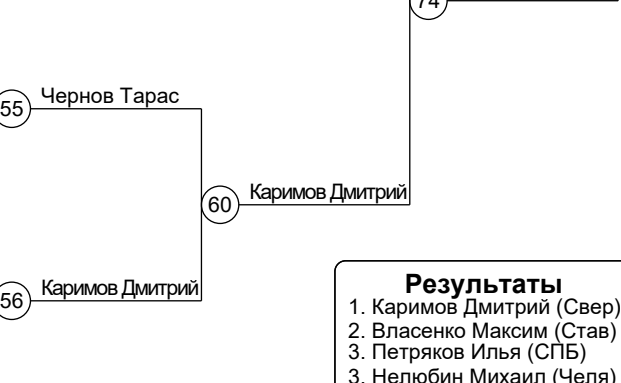 74
55
Чернов Тарас
60
Каримов Дмитрий
56
Каримов Дмитрий
Результаты
1. Каримов Дмитрий (Свер)
2. Власенко Максим (Став)
3. Петряков Илья (СПБ)
3. Нелюбин Михаил (Челя)